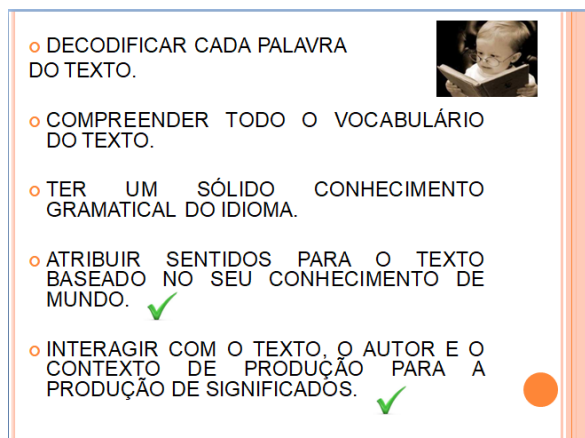 DECODIFICAR CADA PALAVRA
DO TEXTO.
COMPREENDER TODO O VOCABULÁRIO
DO TEXTO.
TER UM SÓLIDO CONHECIMENTO
GRAMATICAL DO IDIOMA.
ATRIBUIR SENTIDOS PARA O TEXTO
BASEADO NO SEU CONHECIMENTO DE
MUNDO.
INTERAGIR COM O TEXTO, O AUTOR E O
CONTEXTO DE PRODUÇÃO PARA A
PRODUÇÃO DE SIGNIFICADOS.